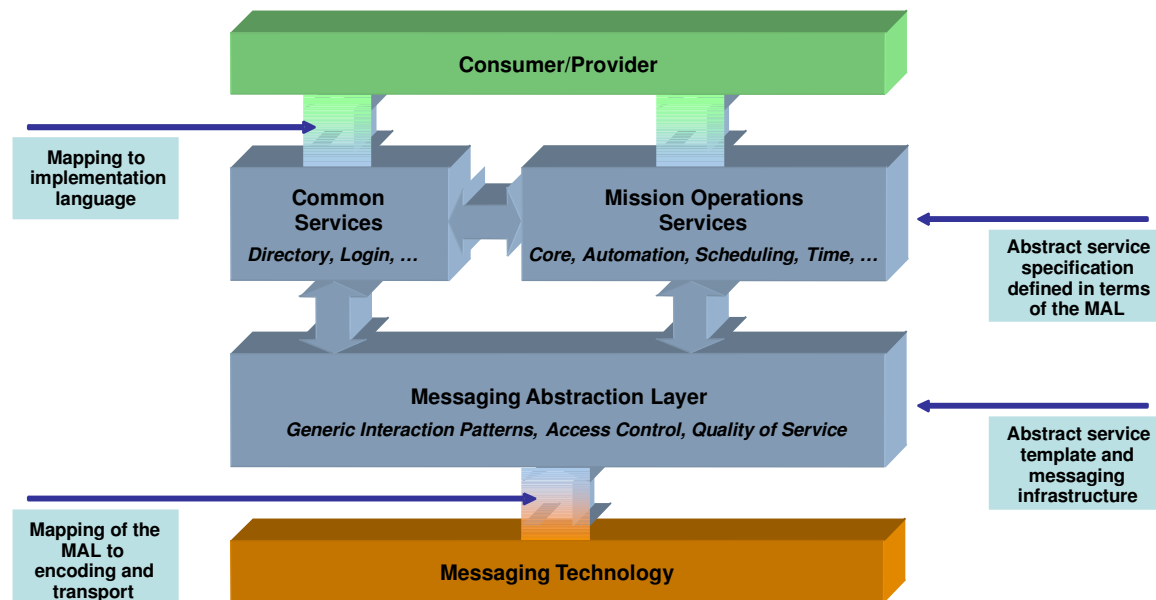 Consumer/Provider
Mapping to
implementation
language
Common
Services
Directory, Login, …
Mission Operations
Services
Core, Automation, Scheduling, Time, …
Abstract service
specification
defined in terms
of the MAL
Messaging Abstraction Layer
Generic Interaction Patterns, Access Control, Quality of Service
Abstract service
template and
messaging
infrastructure
Mapping of the
MAL to
encoding and
transport
Messaging Technology